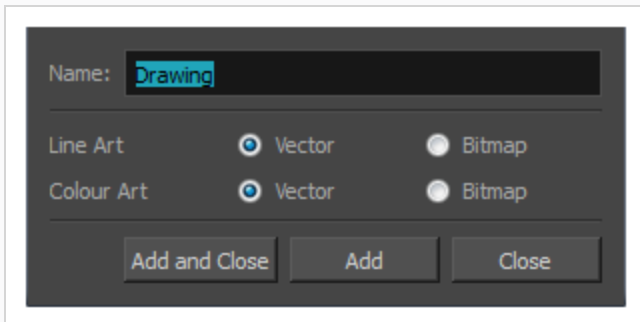 Name: Drawing
Line Art Vector Bitmap
Colour Art Vector Bitmap
Add and Close Add Close